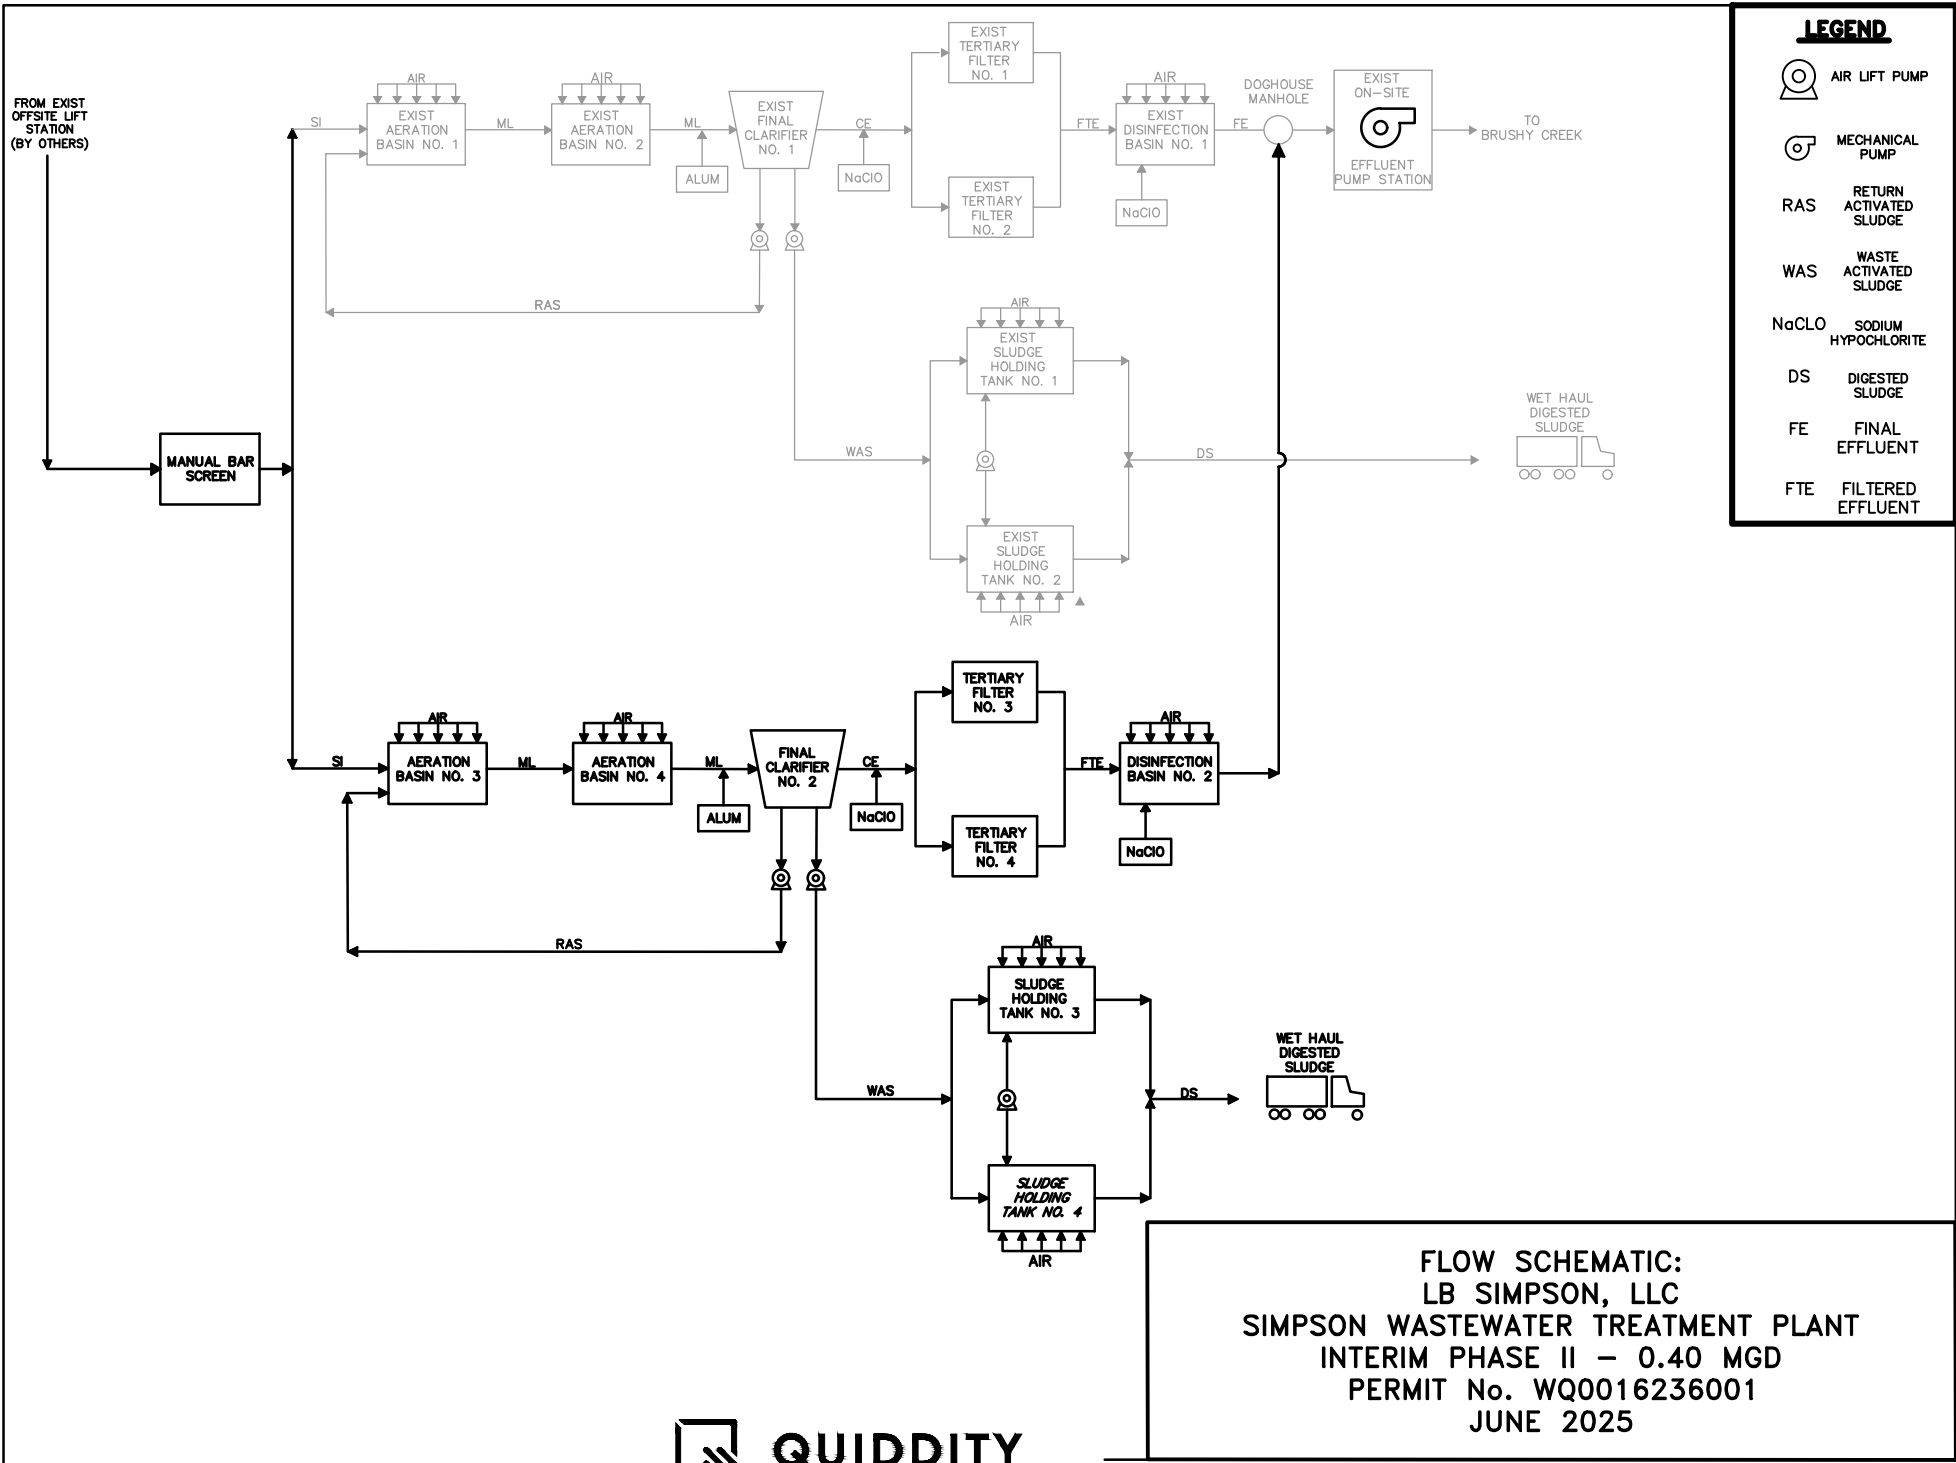 FROM EXIST
OFFSITE LIFT
STATION
(BY OTHERS)
MANUAL BAR
SCREEN
SI
AIR
EXIST
AERATION
BASIN NO. 1
ML
AIR
EXIST
AERATION
BASIN NO. 2
ML
ALUM
EXIST
FINAL
CLARIFIER
NO. 1
CE
NaClO
EXIST
TERTIARY
FILTER
NO. 1
EXIST
TERTIARY
FILTER
NO. 2
FTE
AIR
EXIST
DISINFECTION
BASIN NO. 1
NaClO
FE
DOGHOUSE
MANHOLE
EXIST
ON-SITE
EFFLUENT
PUMP STATION
TO
BRUSHY CREEK
RAS
WAS
AIR
EXIST
SLUDGE
HOLDING
TANK NO. 1
EXIST
SLUDGE
HOLDING
TANK NO. 2
AIR
DS
WET HAUL
DIGESTED
SLUDGE
SI
AIR
AERATION
BASIN NO. 3
ML
AIR
AERATION
BASIN NO. 4
ML
ALUM
FINAL
CLARIFIER
NO. 2
CE
NaClO
TERTIARY
FILTER
NO. 3
TERTIARY
FILTER
NO. 4
FTE
AIR
DISINFECTION
BASIN NO. 2
NaClO
RAS
WAS
AIR
SLUDGE
HOLDING
TANK NO. 3
SLUDGE
HOLDING
TANK NO. 4
AIR
DS
WET HAUL
DIGESTED
SLUDGE
LEGEND
AIR LIFT PUMP
MECHANICAL
PUMP
RAS RETURN
ACTIVATED
SLUDGE
WAS WASTE
ACTIVATED
SLUDGE
NaCLO SODIUM
HYPOCHLORITE
DS DIGESTED
SLUDGE
FE FINAL
EFFLUENT
FTE FILTERED
EFFLUENT
FLOW SCHEMATIC:
LB SIMPSON, LLC
SIMPSON WASTEWATER TREATMENT PLANT
INTERIM PHASE II - 0.40 MGD
PERMIT No. WQ0016236001
JUNE 2025
QUIDDITY